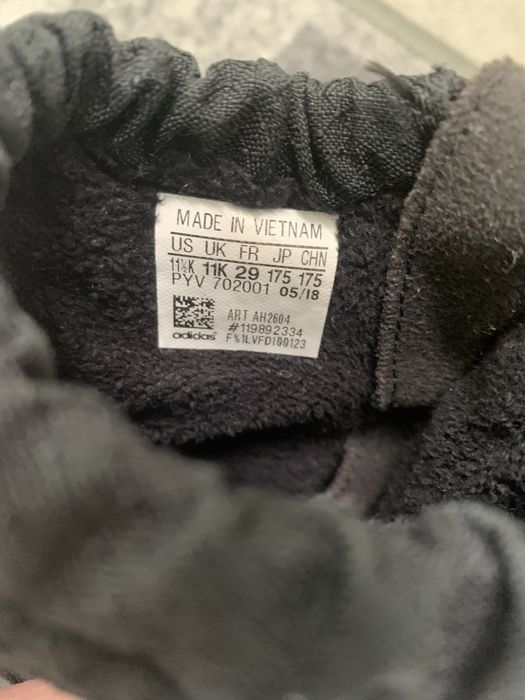 MADE IN VIETNAM
US UK FR JP CHN
11½K 11K 29 175 175
PYV 702001 05/18
ART AH2604
#119892334
adidas F%1LVFDI00123